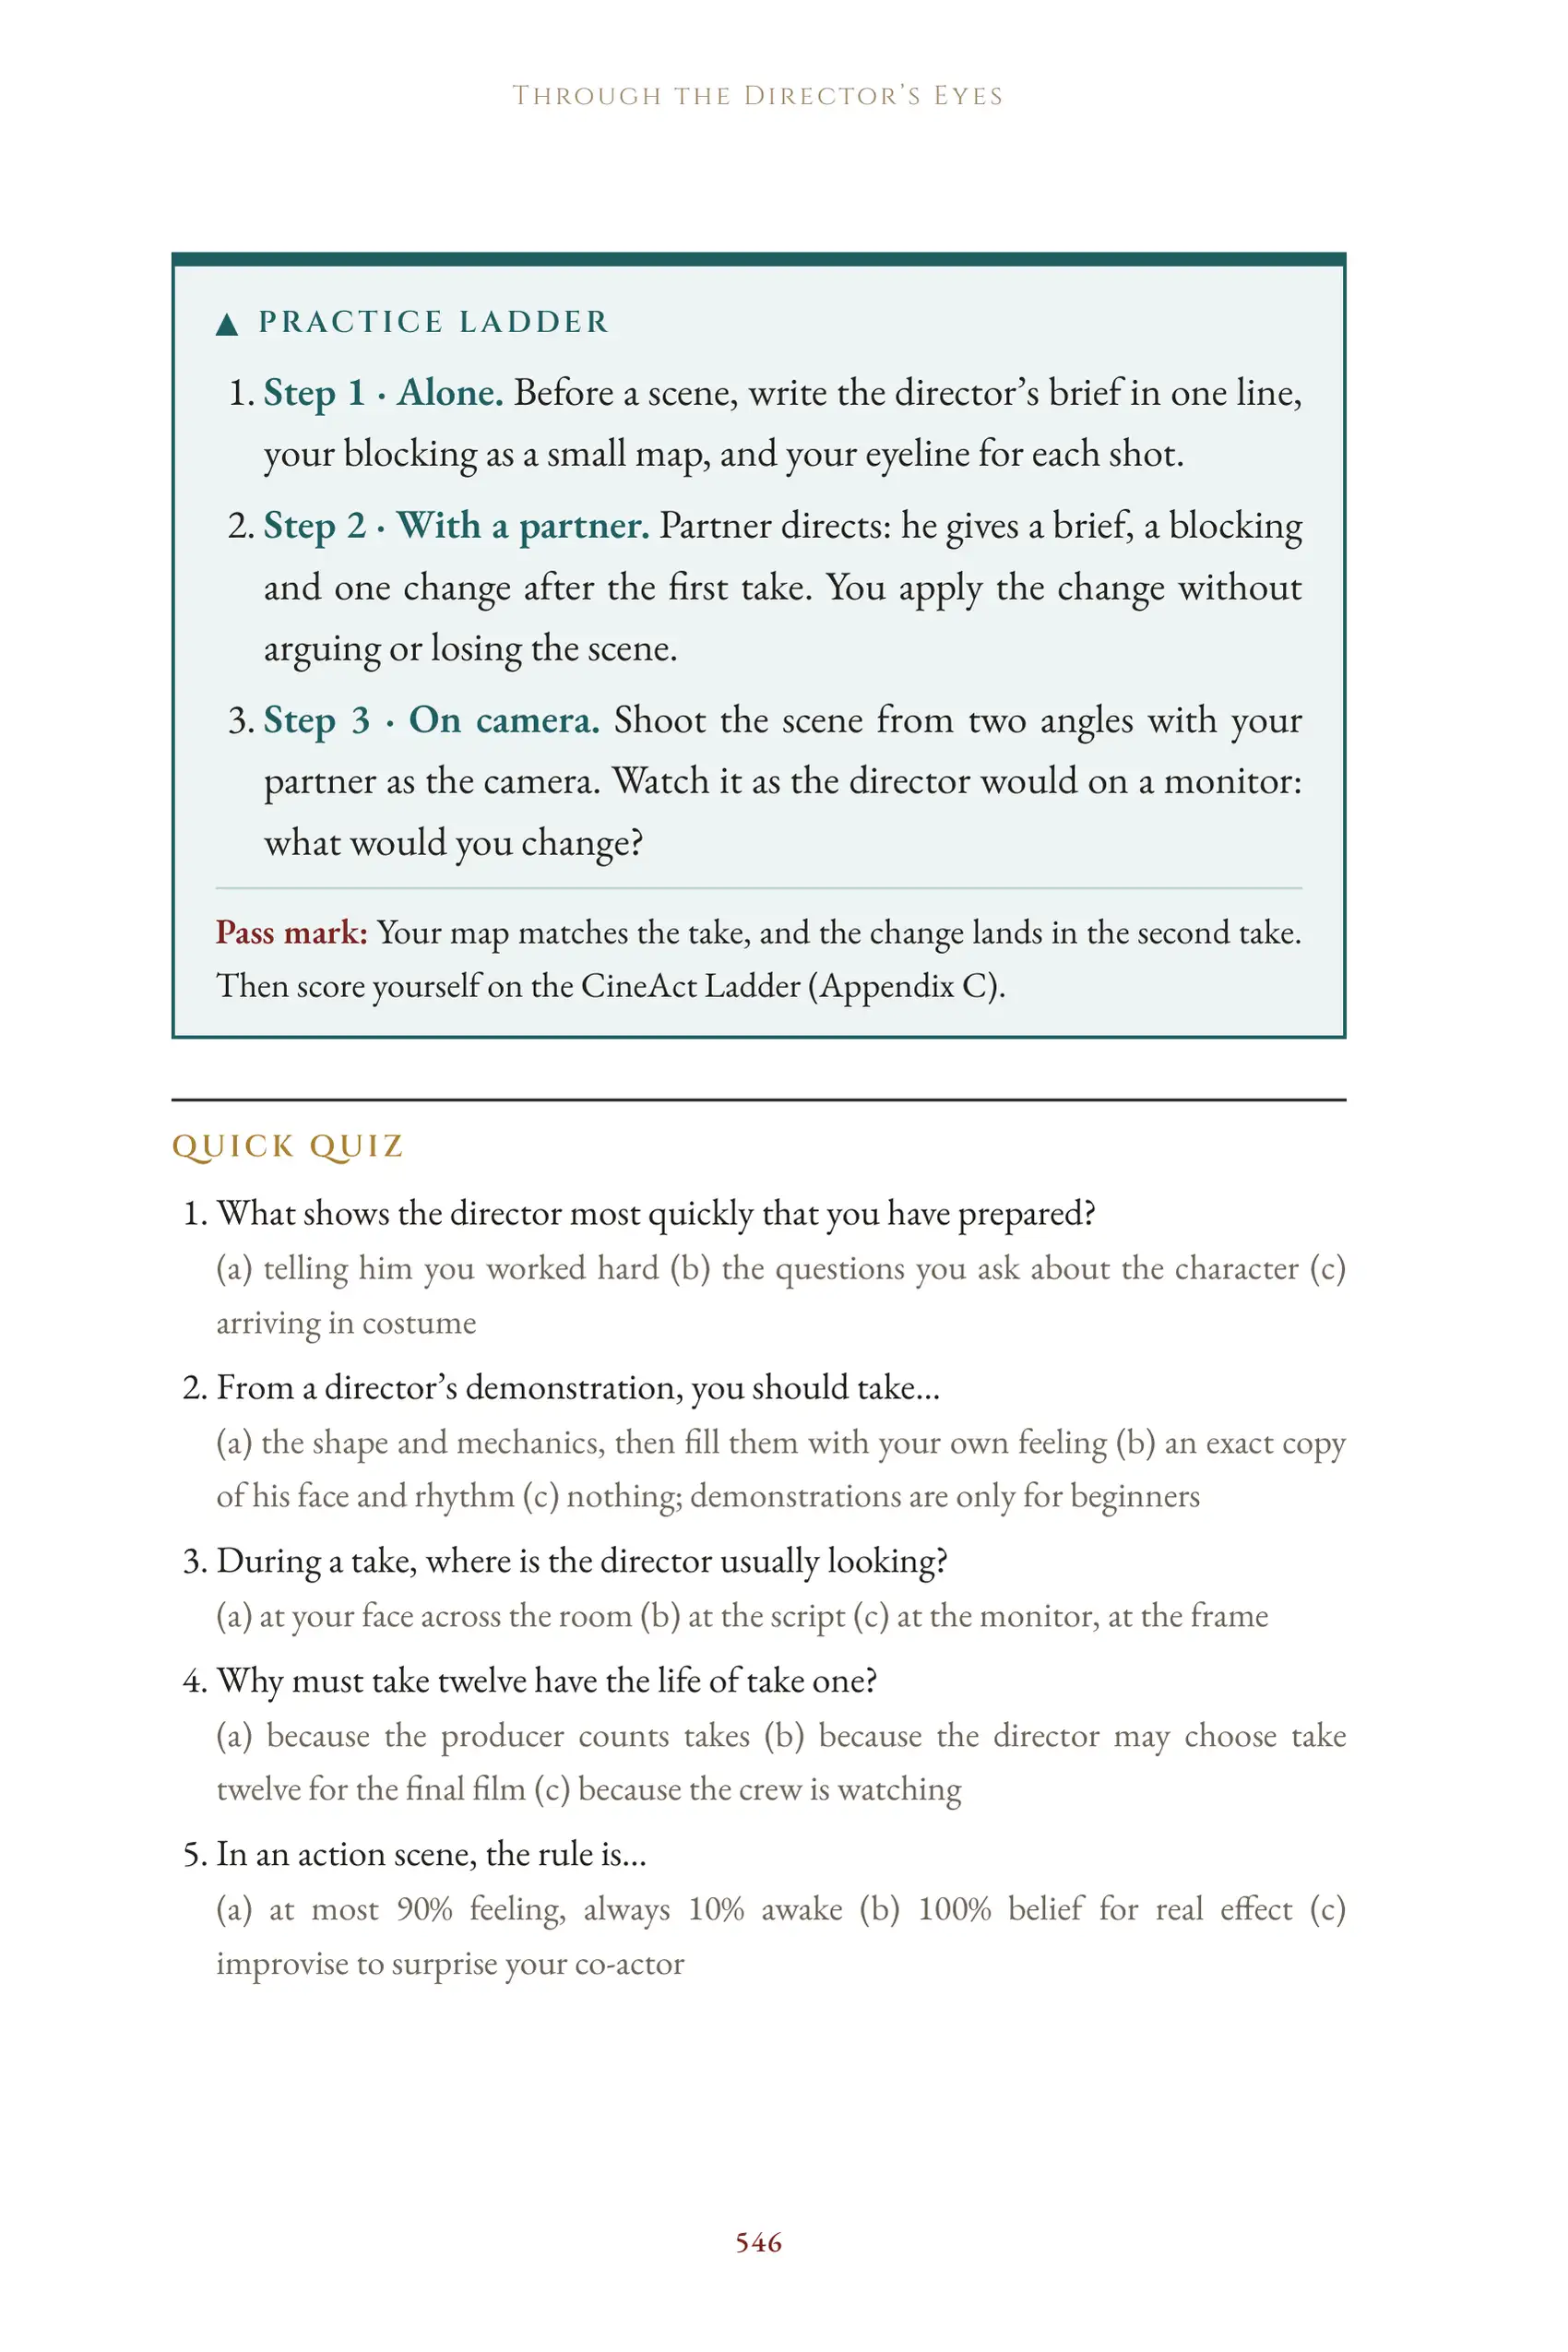 THROUGH THE DIRECTOR’S EYES
▲ PRACTICE LADDER
1. Step 1 · Alone. Before a scene, write the director’s brief in one line,
your blocking as a small map, and your eyeline for each shot.
2. Step 2 · With a partner. Partner directs: he gives a brief, a blocking
and one change after the first take. You apply the change without
arguing or losing the scene.
3. Step 3 · On camera. Shoot the scene from two angles with your
partner as the camera. Watch it as the director would on a monitor:
what would you change?
Pass mark: Your map matches the take, and the change lands in the second take.
Then score yourself on the CineAct Ladder (Appendix C).
QUICK QUIZ
1. What shows the director most quickly that you have prepared?
(a) telling him you worked hard (b) the questions you ask about the character (c)
arriving in costume
2. From a director’s demonstration, you should take…
(a) the shape and mechanics, then fill them with your own feeling (b) an exact copy
of his face and rhythm (c) nothing; demonstrations are only for beginners
3. During a take, where is the director usually looking?
(a) at your face across the room (b) at the script (c) at the monitor, at the frame
4. Why must take twelve have the life of take one?
(a) because the producer counts takes (b) because the director may choose take
twelve for the final film (c) because the crew is watching
5. In an action scene, the rule is…
(a) at most 90% feeling, always 10% awake (b) 100% belief for real effect (c)
improvise to surprise your co-actor
546